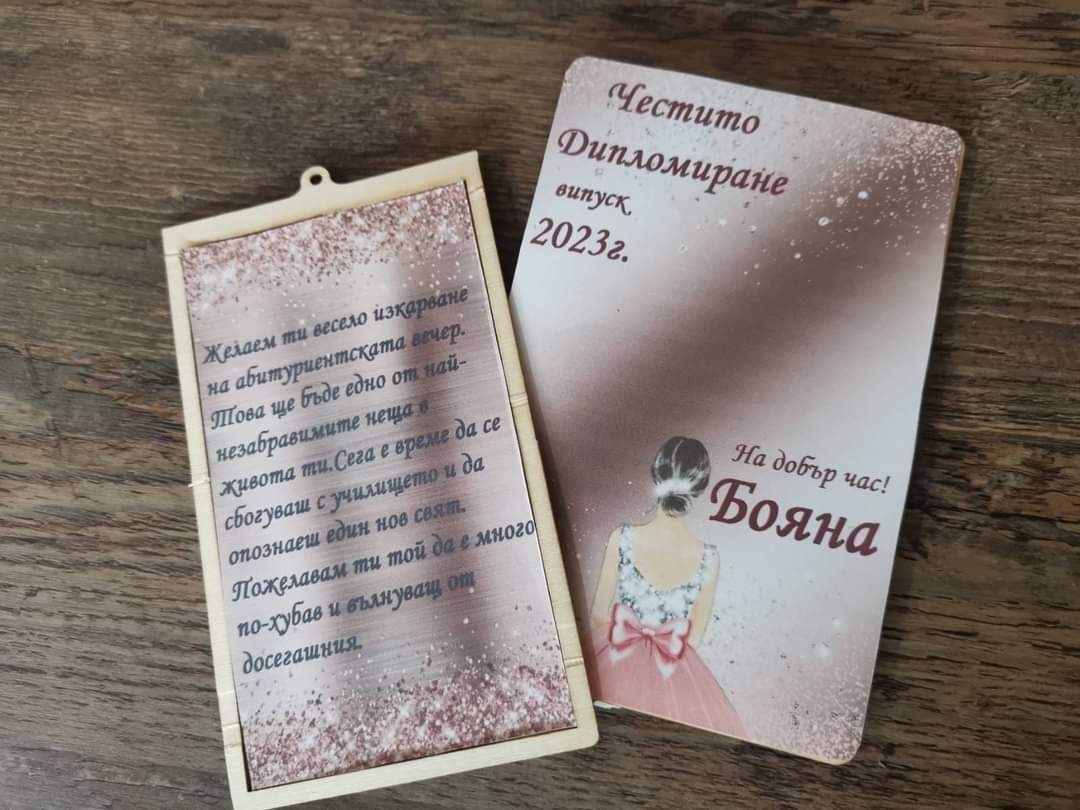 Желаем ти весело изкарване
на абитуриентската вечер.
Това ще бъде едно от най-
незабравимите неща в
живота ти.Сега е време да се
сбогуваш с училището и да
опознаеш един нов свят.
Пожелавам ти той да е много
по-хубав и вълнуващ от
досегашния.
Честито
Дипломиране
випуск
2023г.
На добър час!
Бояна